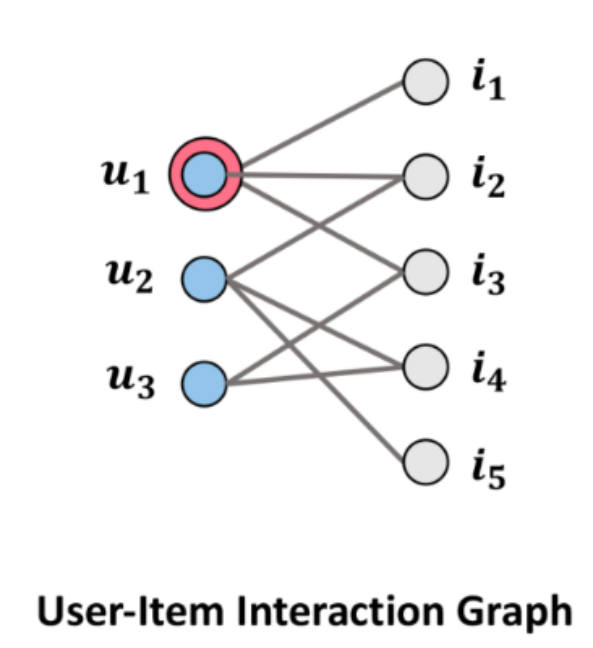 i₁
u₁
i₂
u₂
i₃
u₃
i₄
i₅
User-Item Interaction Graph